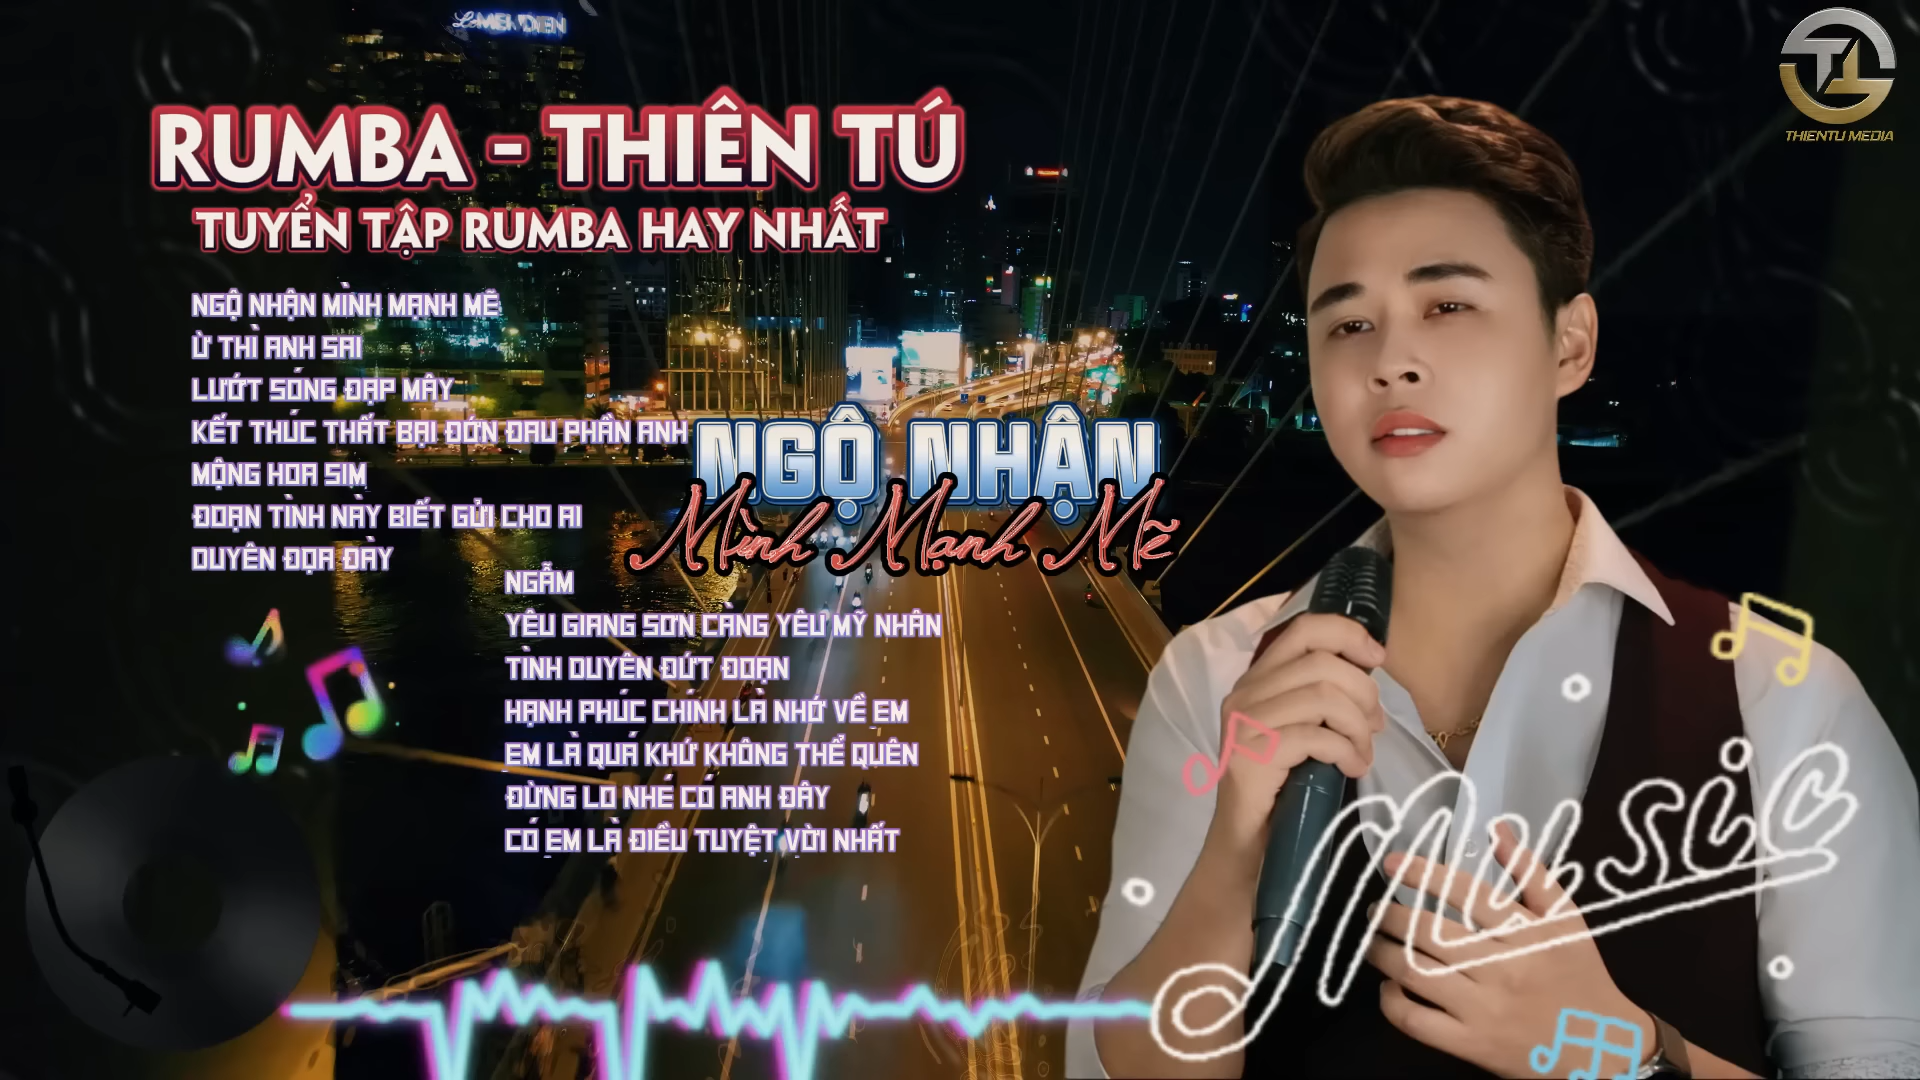 Le MERIDIEN
THIENTU MEDIA
RUMBA - THIÊN TÚ
TUYỂN TẬP RUMBA HAY NHẤT
NGỘ NHẬN MÌNH MẠNH MẼ
Ừ THÌ ANH SAI
LƯỚT SÓNG ĐẠP MÂY
KẾT THÚC THẤT BẠI ĐỚN ĐAU PHẦN ANH
MỘNG HOA SIM
ĐOẠN TÌNH NÀY BIẾT GỬI CHO AI
DUYÊN ĐỌA ĐÀY
NGỘ NHẬN
Mình Mạnh Mẽ
NGẪM
YÊU GIANG SƠN CÀNG YÊU MỸ NHÂN
TÌNH DUYÊN ĐỨT ĐOẠN
HẠNH PHÚC CHÍNH LÀ NHỚ VỀ EM
EM LÀ QUÁ KHỨ KHÔNG THỂ QUÊN
ĐỪNG LO NHÉ CÓ ANH ĐÂY
CÓ EM LÀ ĐIỀU TUYỆT VỜI NHẤT
Music